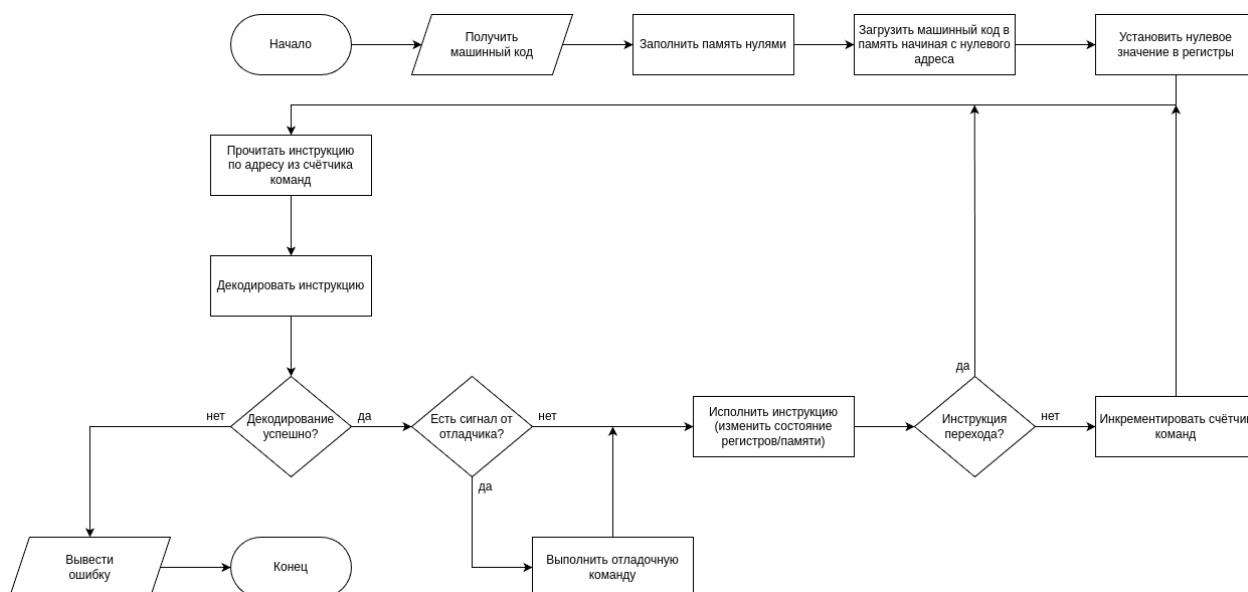 Начало
Получить
машинный код
Заполнить память нулями
Загрузить машинный код в
память начиная с нулевого
адреса
Установить нулевое
значение в регистры
Прочитать инструкцию
по адресу из счётчика
команд
Декодировать инструкцию
Декодирование
успешно?
нет
да
Есть сигнал от
отладчика?
нет
да
Исполнить инструкцию
(изменить состояние
регистров/памяти)
Инструкция
перехода?
да
нет
Инкрементировать счётчик
команд
Вывести
ошибку
Конец
Выполнить отладочную
команду